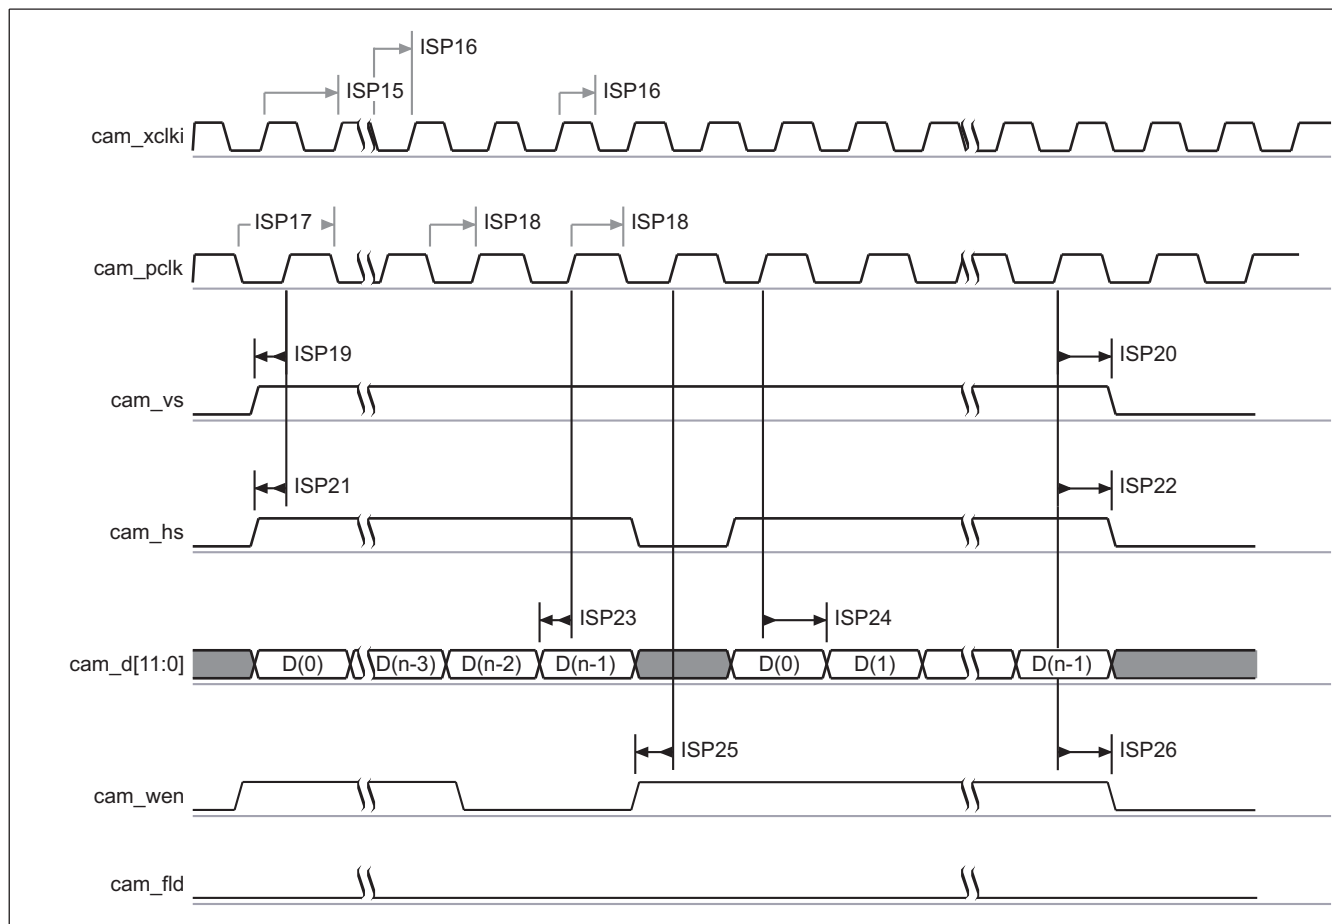 ISP16
ISP15
ISP16
cam_xclki
ISP17
ISP18
ISP18
cam_pclk
ISP19
ISP20
cam_vs
ISP21
ISP22
cam_hs
ISP23
ISP24
cam_d[11:0]
D(0) D(n-3) D(n-2) D(n-1) D(0) D(1) D(n-1)
ISP25
ISP26
cam_wen
cam_fld